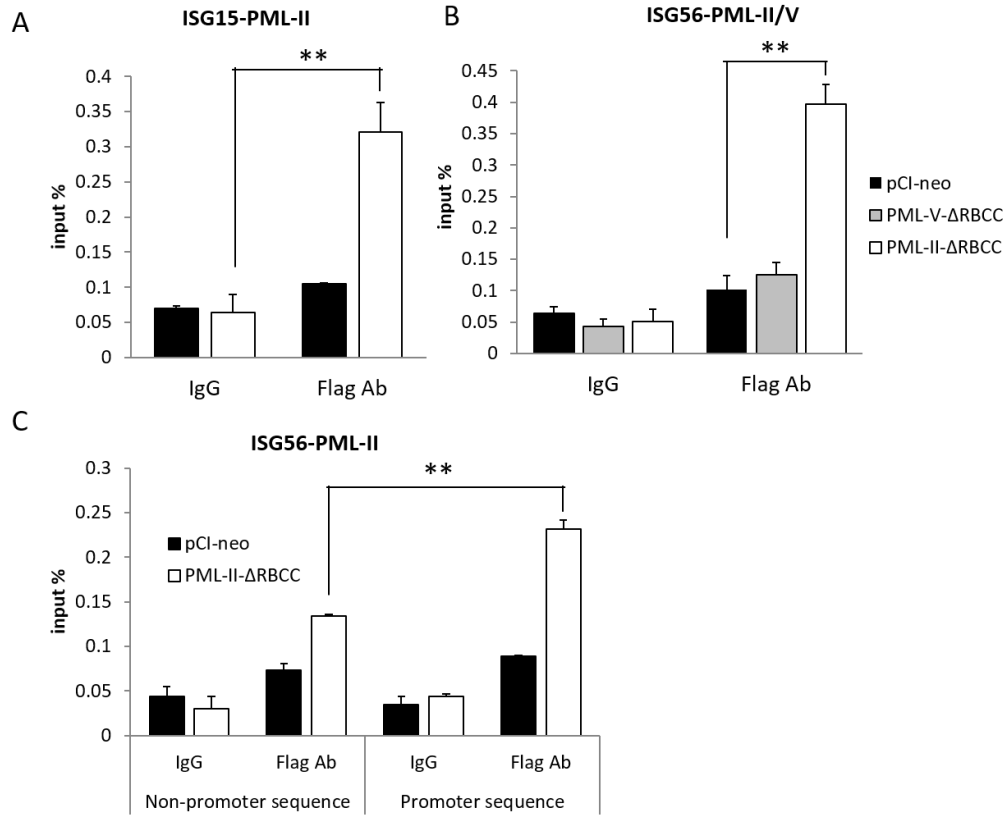 A
ISG15-PML-II
**
0.4
0.35
0.3
0.25
0.2
0.15
0.1
0.05
0
input %
IgG
Flag Ab
B
ISG56-PML-II/V
**
0.45
0.4
0.35
0.3
0.25
0.2
0.15
0.1
0.05
0
input %
IgG
Flag Ab
pCI-neo
PML-V-ΔRBCC
PML-II-ΔRBCC
C
ISG56-PML-II
**
0.3
0.25
0.2
0.15
0.1
0.05
0
input %
pCI-neo
PML-II-ΔRBCC
IgG
Flag Ab
IgG
Flag Ab
Non-promoter sequence
Promoter sequence